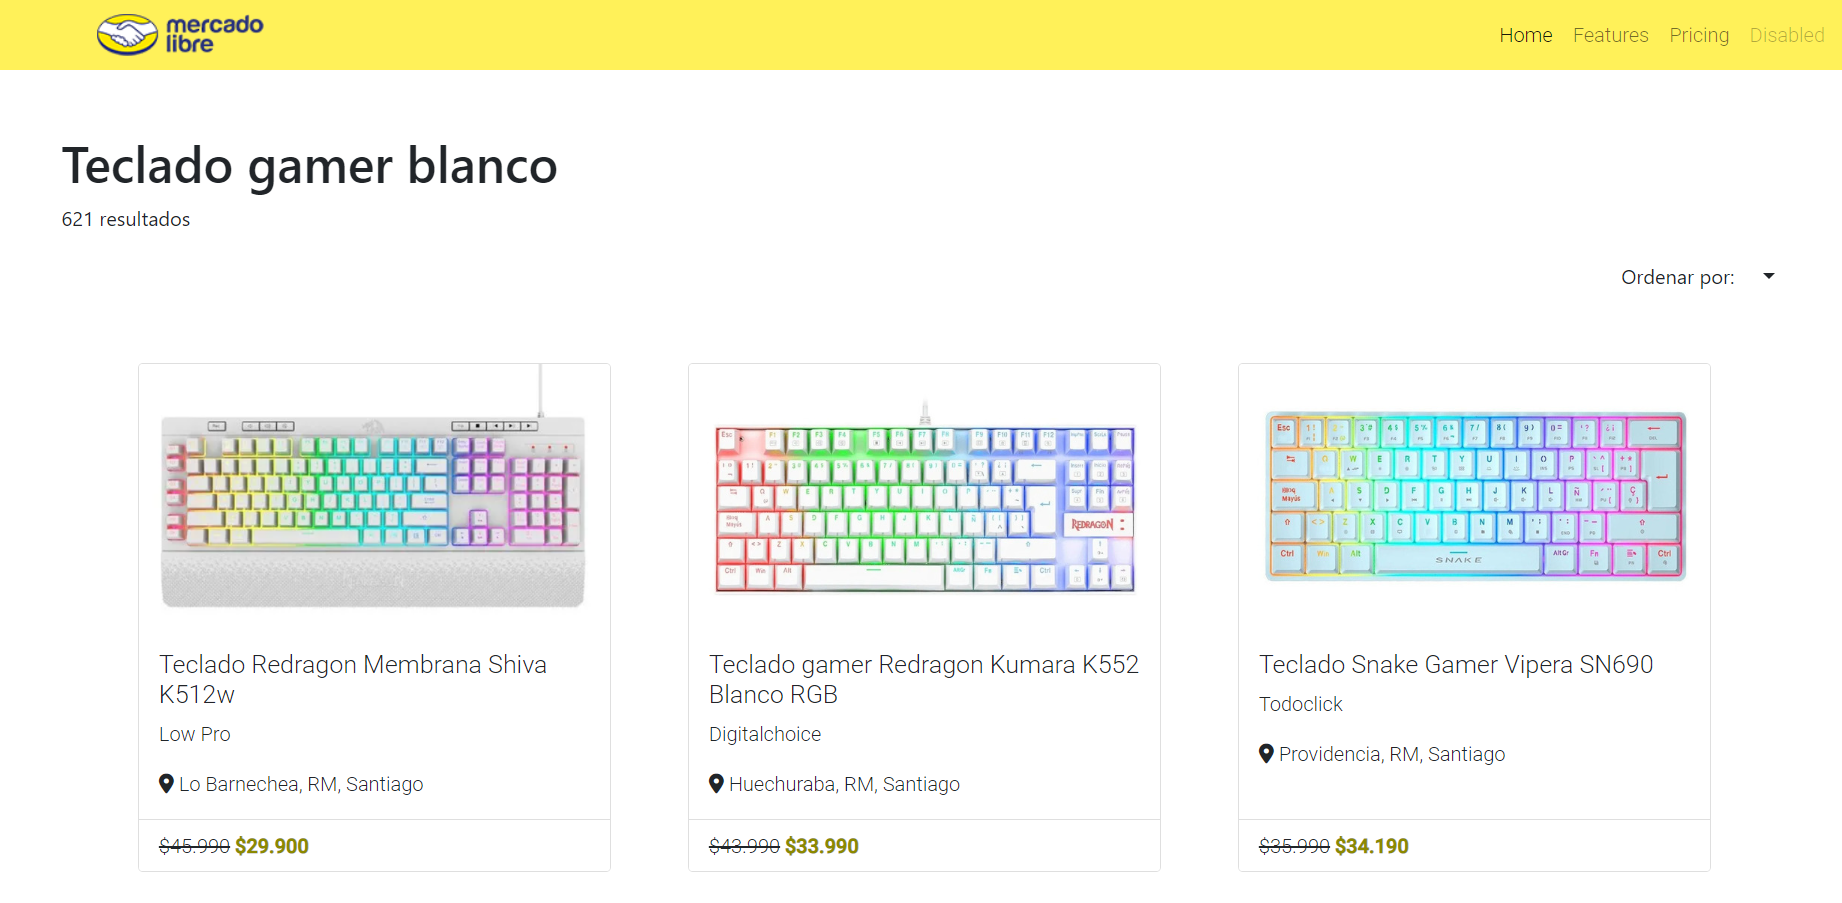 mercado
libre
Home Features Pricing Disabled
Teclado gamer blanco
621 resultados
Ordenar por:
REDRAGON
SNAKE
Teclado Redragon Membrana Shiva
K512w
Low Pro
Lo Barnechea, RM, Santiago
$45.990 $29.900
Teclado gamer Redragon Kumara K552
Blanco RGB
Digitalchoice
Huechuraba, RM, Santiago
$43.990 $33.990
Teclado Snake Gamer Vipera SN690
Todoclick
Providencia, RM, Santiago
$35.990 $34.190